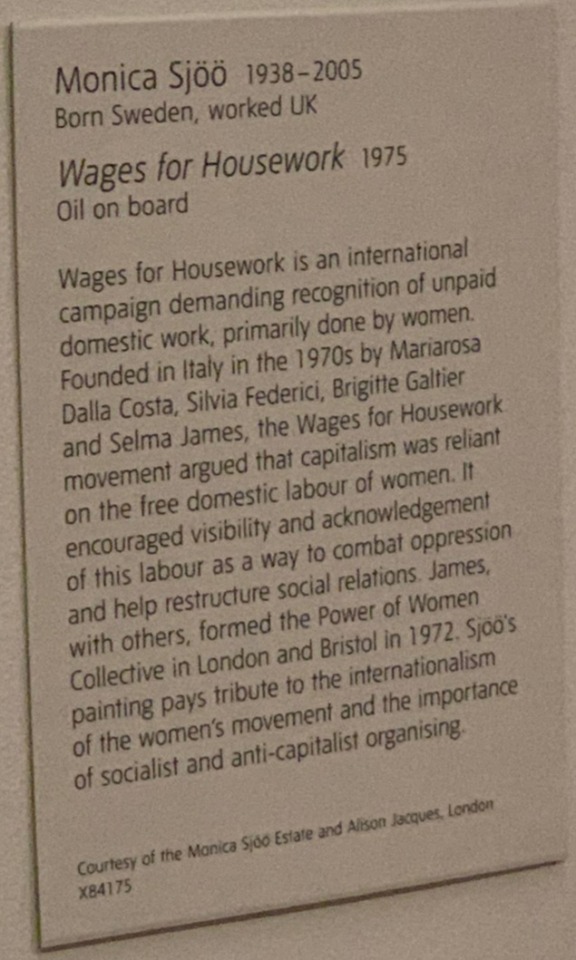 Monica Sjöö 1938–2005
Born Sweden, worked UK
Wages for Housework 1975
Oil on board
Wages for Housework is an international
campaign demanding recognition of unpaid
domestic work, primarily done by women.
Founded in Italy in the 1970s by Mariarosa
Dalla Costa, Silvia Federici, Brigitte Galtier
and Selma James, the Wages for Housework
movement argued that capitalism was reliant
on the free domestic labour of women. It
encouraged visibility and acknowledgement
of this labour as a way to combat oppression
and help restructure social relations. James,
with others, formed the Power of Women
Collective in London and Bristol in 1972. Sjöö's
painting pays tribute to the internationalism
of the women's movement and the importance
of socialist and anti-capitalist organising.
Courtesy of the Monica Sjöö Estate and Alison Jacques, London
X84175